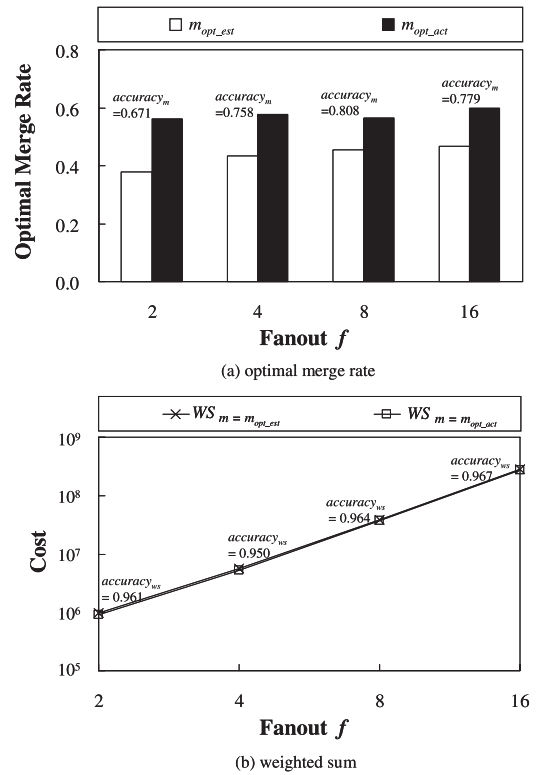 m_opt_est m_opt_act
0.8
0.6
0.4
0.2
0.0
Optimal Merge Rate
accuracy_m
=0.671
accuracy_m
=0.758
accuracy_m
=0.808
accuracy_m
=0.779
2 4 8 16
Fanout f
(a) optimal merge rate
WS m = m_opt_est WS m = m_opt_act
10^9
10^8
10^7
10^6
10^5
Cost
accuracy_ws
= 0.961
accuracy_ws
= 0.950
accuracy_ws
= 0.964
accuracy_ws
= 0.967
2 4 8 16
Fanout f
(b) weighted sum